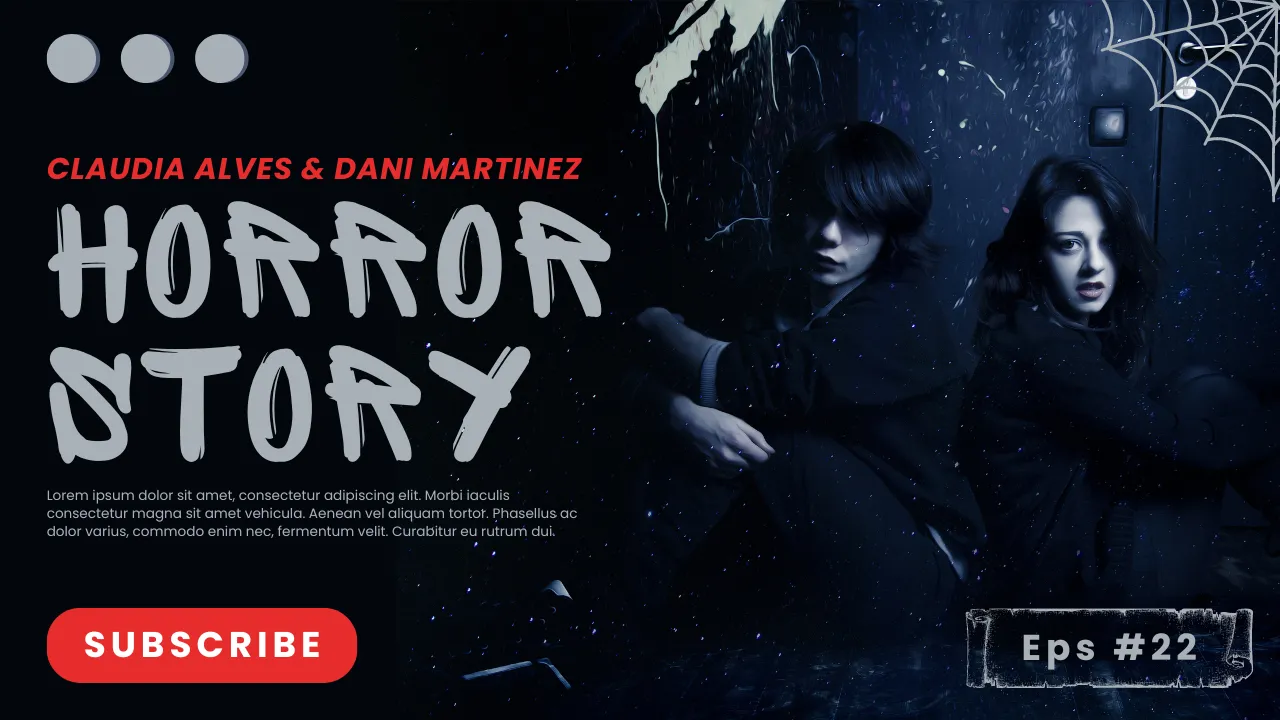 CLAUDIA ALVES & DANI MARTINEZ
HORROR
STORY
Lorem ipsum dolor sit amet, consectetur adipiscing elit. Morbi iaculis
consectetur magna sit amet vehicula. Aenean vel aliquam tortor. Phasellus ac
dolor varius, commodo enim nec, fermentum velit. Curabitur eu rutrum dui.
SUBSCRIBE
Eps #22